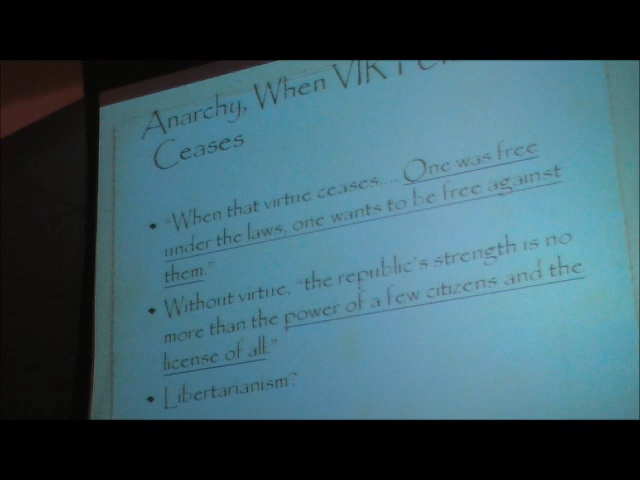 Anarchy, When VIRTUE
Ceases
• "When that virtue ceases.... One was free
under the laws, one wants to be free against
them."
• Without virtue, "the republic's strength is no
more than the power of a few citizens and the
license of all."
• Libertarianism?